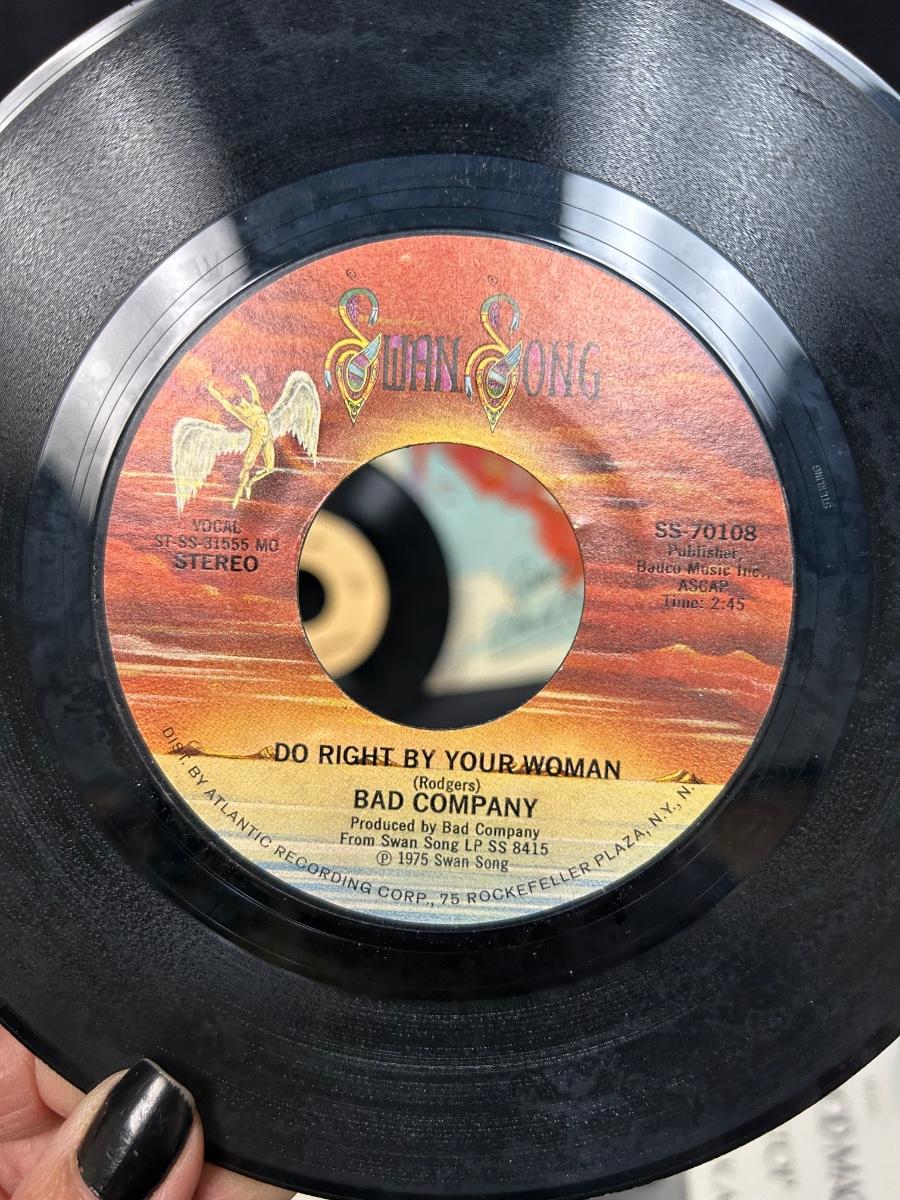 SWAN SONG
VOCAL
ST-SS-31555 MO
STEREO
SS-70108
Publisher,
Badco Music Inc.,
ASCAP
Time: 2:45
STERLING
DO RIGHT BY YOUR WOMAN
(Rodgers)
BAD COMPANY
Produced by Bad Company
From Swan Song LP SS 8415
℗ 1975 Swan Song
DIST. BY ATLANTIC RECORDING CORP., 75 ROCKEFELLER PLAZA, N.Y., N.